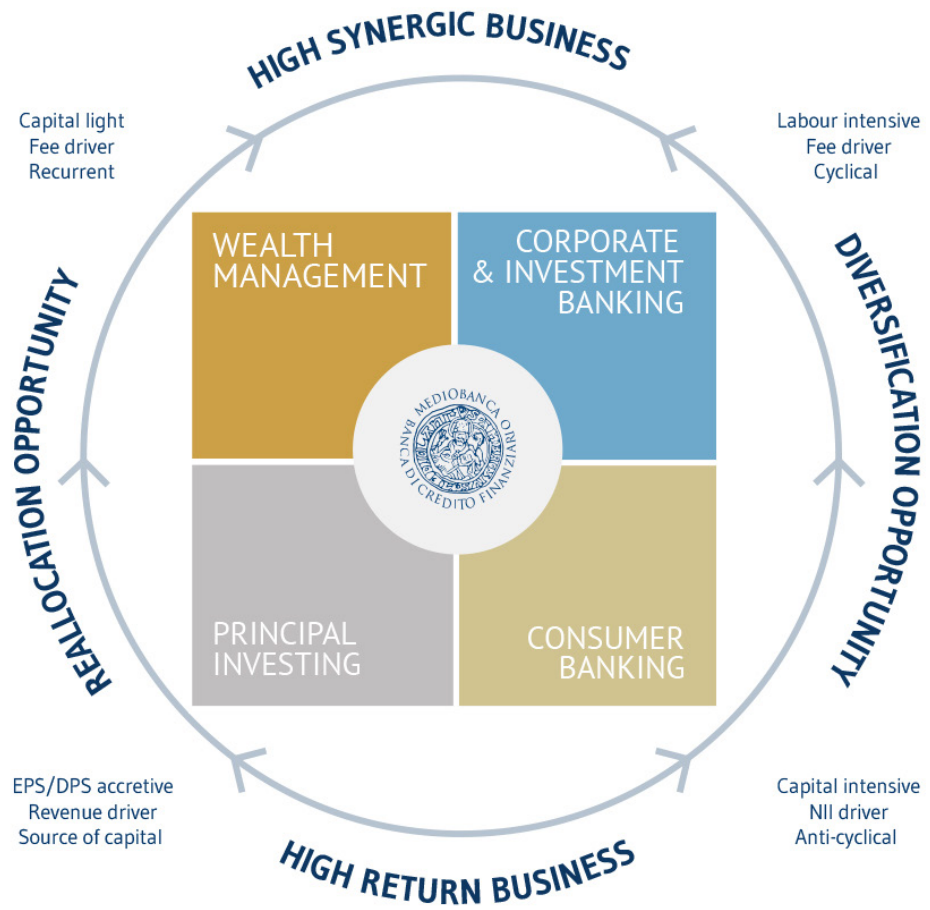 HIGH SYNERGIC BUSINESS
Capital light
Fee driver
Recurrent
Labour intensive
Fee driver
Cyclical
WEALTH
MANAGEMENT
CORPORATE
& INVESTMENT
BANKING
REALLOCATION OPPORTUNITY
DIVERSIFICATION OPPORTUNITY
MEDIOBANCA
BANCA DI CREDITO FINANZIARIO
PRINCIPAL
INVESTING
CONSUMER
BANKING
EPS/DPS accretive
Revenue driver
Source of capital
Capital intensive
NII driver
Anti-cyclical
HIGH RETURN BUSINESS